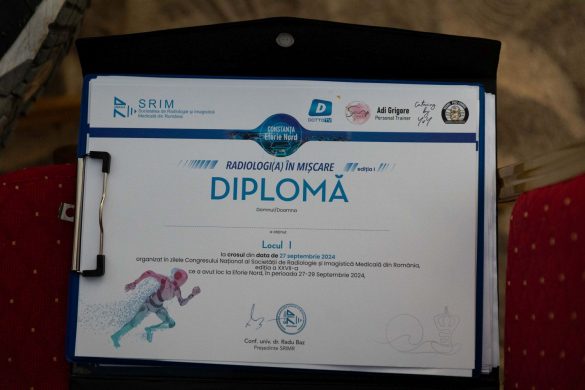 SRIM
Societatea de Radiologie și Imagistică
Medicală din România
Adi Grigore
Personal Trainer
Catering
by
CONSTANȚA
Eforie Nord
RADIOLOGI(A) ÎN MIȘCARE ediția I
DIPLOMĂ
Domnul/Doamna
a obținut
Locul I
la crosul din data de 27 septembrie 2024
organizat în zilele Congresului Național al Societății de Radiologie și Imagistică Medicală din România,
ediția a XXVII-a
ce a avut loc la Eforie Nord, în perioada 27-29 Septembrie 2024,
Conf. univ. dr. Radu Baz
Președinte SRIMR